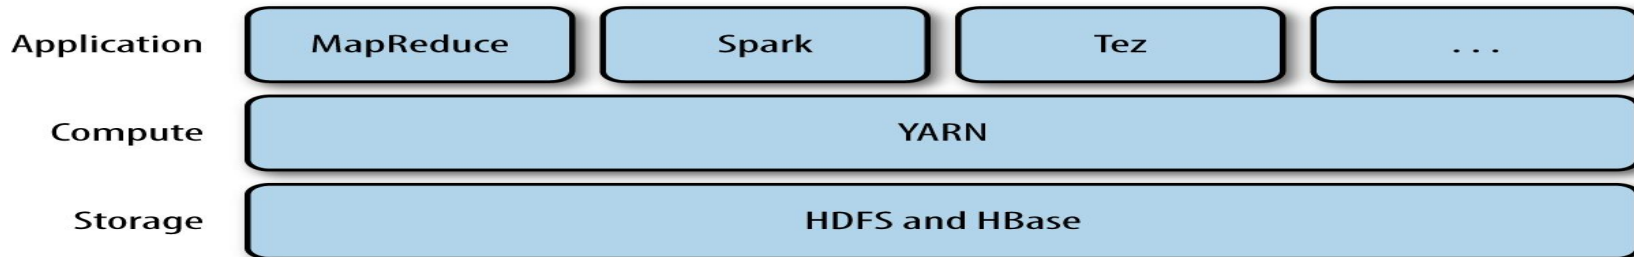 Application MapReduce Spark Tez ...
Compute YARN
Storage HDFS and HBase